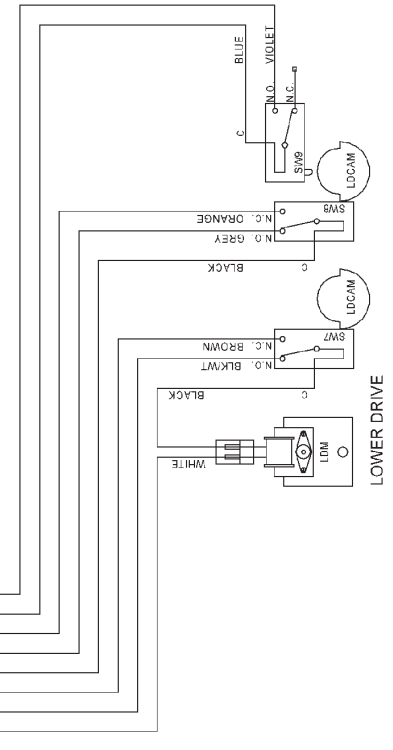 BLUE
VIOLET
N.O.
N.C.
C
SW9
LDCAM
N.C. ORANGE
SW8
N.O. GREY
BLACK
C
LDCAM
N.C. BROWN
SW7
N.O. BLK/WT
BLACK
C
WHITE
LDM
LOWER DRIVE